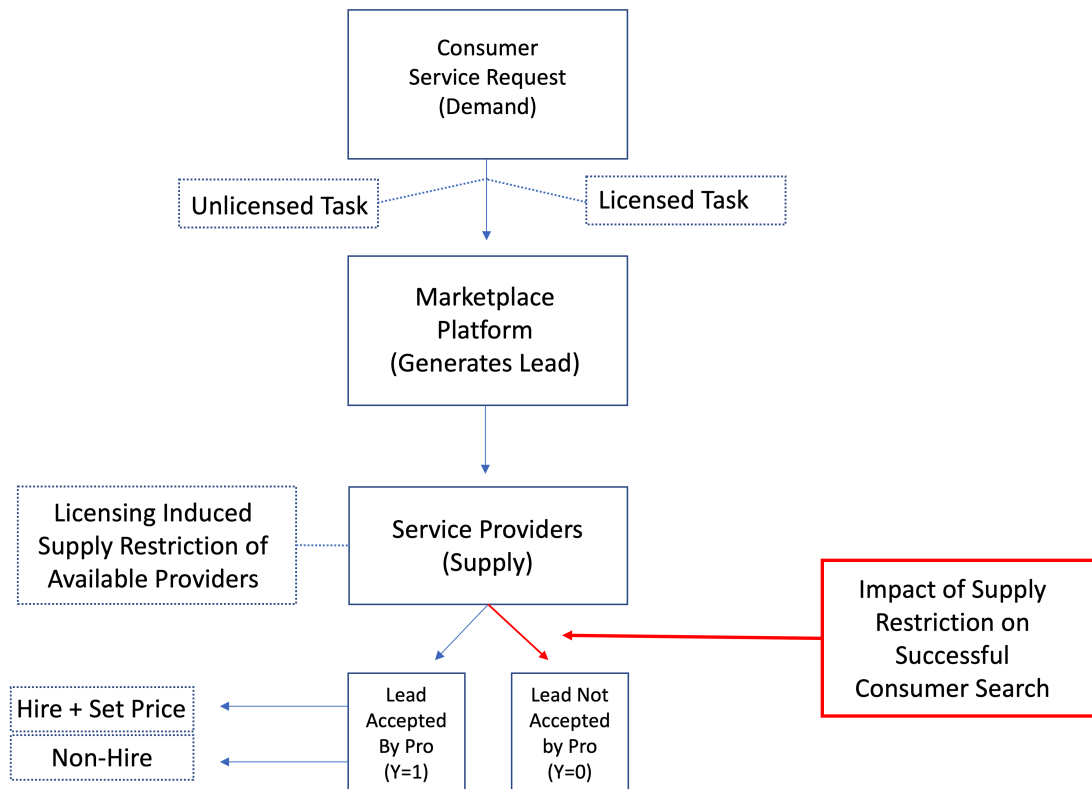 Consumer
Service Request
(Demand)
Unlicensed Task
Licensed Task
Marketplace
Platform
(Generates Lead)
Licensing Induced
Supply Restriction of
Available Providers
Service Providers
(Supply)
Impact of Supply
Restriction on
Successful
Consumer Search
Hire + Set Price
Non-Hire
Lead
Accepted
By Pro
(Y=1)
Lead Not
Accepted
by Pro
(Y=0)